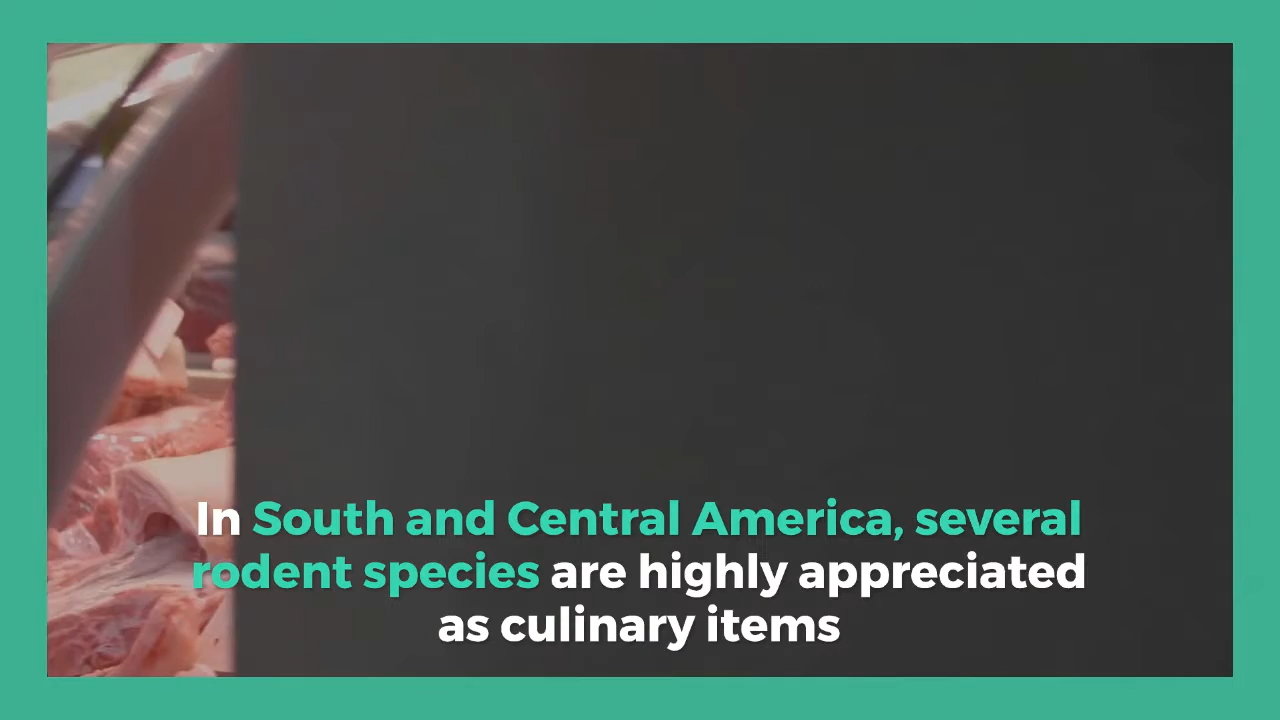 In South and Central America, several
rodent species are highly appreciated
as culinary items